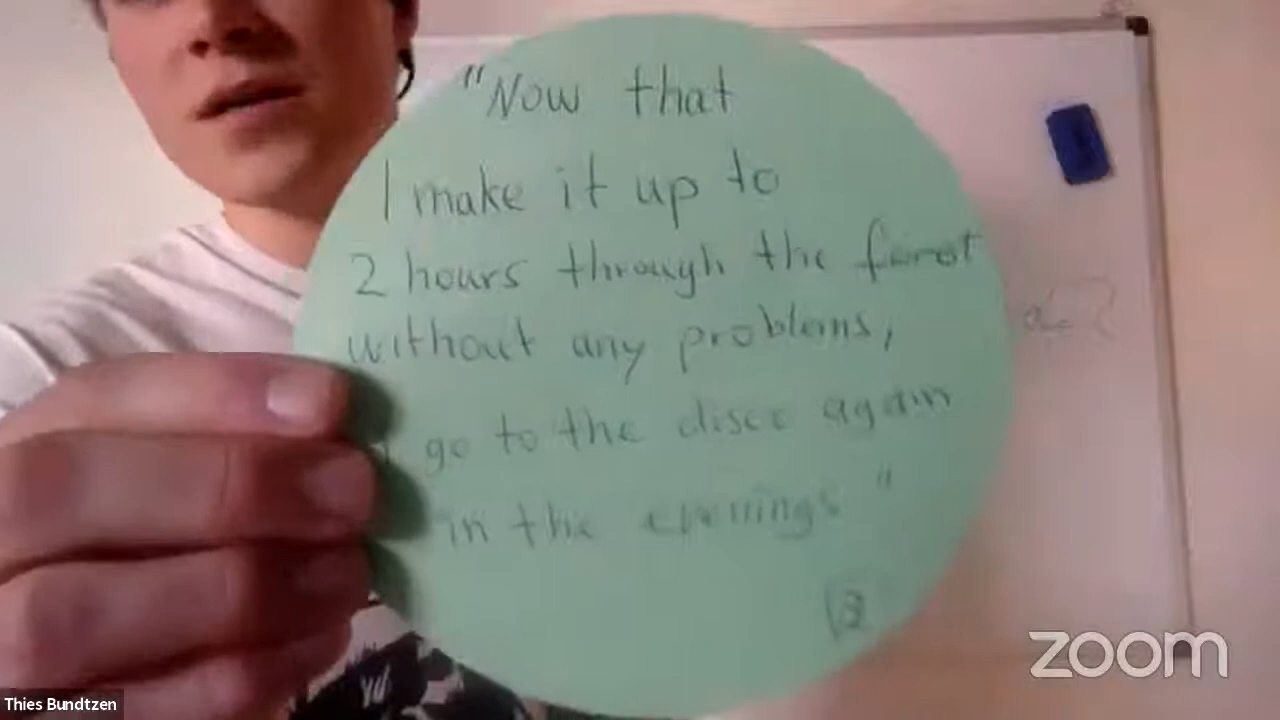 "Now that
I make it up to
2 hours through the forest
without any problems,
I go to the disco again
in the evenings"
13
zoom
Thies Bundtzen